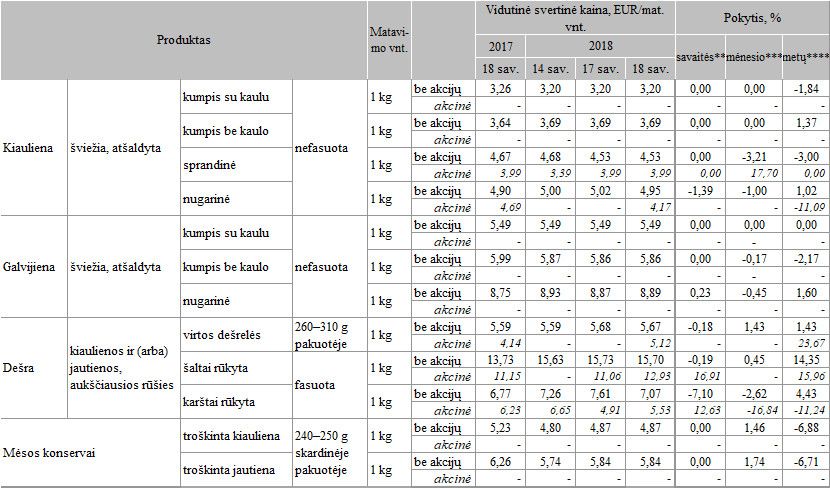 Produktas Matavi-mo vnt. Vidutinė svertinė kaina, EUR/mat. vnt. Pokytis, %
2017 2018 savaitės** mėnesio*** metų****
18 sav. 14 sav. 17 sav. 18 sav.
Kiauliena šviežia, atšaldyta kumpis su kaulu nefasuota 1 kg be akcijų 3,26 3,20 3,20 3,20 0,00 0,00 -1,84
akcinė - - - - - - -
kumpis be kaulo 1 kg be akcijų 3,64 3,69 3,69 3,69 0,00 0,00 1,37
akcinė - - - - - - -
sprandinė 1 kg be akcijų 4,67 4,68 4,53 4,53 0,00 -3,21 -3,00
akcinė 3,99 3,39 3,99 3,99 0,00 17,70 0,00
nugarinė 1 kg be akcijų 4,90 5,00 5,02 4,95 -1,39 -1,00 1,02
akcinė 4,69 - - 4,17 - - -11,09
Galvijiena šviežia, atšaldyta kumpis su kaulu nefasuota 1 kg be akcijų 5,49 5,49 5,49 5,49 0,00 0,00 0,00
akcinė - - - - - - -
kumpis be kaulo 1 kg be akcijų 5,99 5,87 5,86 5,86 0,00 -0,17 -2,17
akcinė - - - - - - -
nugarinė 1 kg be akcijų 8,75 8,93 8,87 8,89 0,23 -0,45 1,60
akcinė - - - - - - -
Dešra kiaulienos ir (arba) jautienos, aukščiausios rūšies virtos dešrelės 260–310 g pakuotėje 1 kg be akcijų 5,59 5,59 5,68 5,67 -0,18 1,43 1,43
akcinė 4,14 - - 5,12 - - 23,67
šaltai rūkyta fasuota 1 kg be akcijų 13,73 15,63 15,73 15,70 -0,19 0,45 14,35
akcinė 11,15 - 11,06 12,93 16,91 - 15,96
karštai rūkyta 1 kg be akcijų 6,77 7,26 7,61 7,07 -7,10 -2,62 4,43
akcinė 6,23 6,65 4,91 5,53 12,63 -16,84 -11,24
Mėsos konservai troškinta kiauliena 240–250 g skardinėje pakuotėje 1 kg be akcijų 5,23 4,80 4,87 4,87 0,00 1,46 -6,88
akcinė - - - - - - -
troškinta jautiena 1 kg be akcijų 6,26 5,74 5,84 5,84 0,00 1,74 -6,71
akcinė - - - - - - -